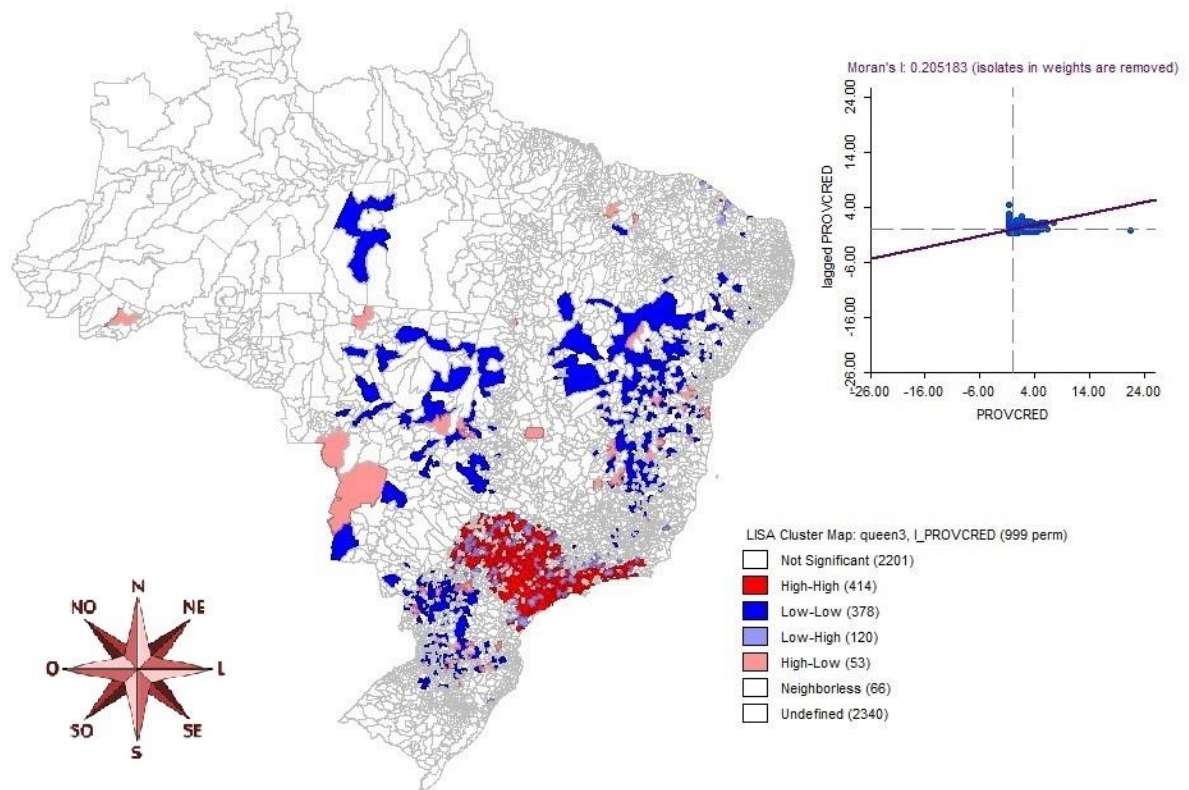 Moran's I: 0.205183 (isolates in weights are removed)
24.00
14.00
4.00
-6.00
-16.00
-26.00
lagged PROVCRED
-26.00 -16.00 -6.00 4.00 14.00 24.00
PROVCRED
LISA Cluster Map: queen3, I_PROVCRED (999 perm)
Not Significant (2201)
High-High (414)
Low-Low (378)
Low-High (120)
High-Low (53)
Neighborless (66)
Undefined (2340)
N
NO NE
O L
SO SE
S